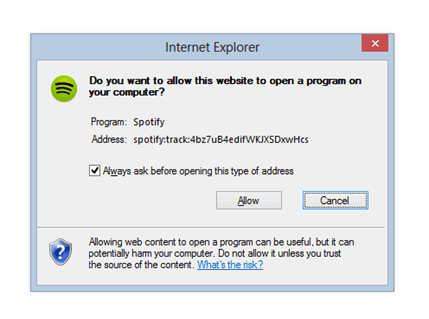 Internet Explorer
Do you want to allow this website to open a program on
your computer?
Program: Spotify
Address: spotify:track:4bz7uB4edifWKJXSDxwHcs
Always ask before opening this type of address
Allow Cancel
Allowing web content to open a program can be useful, but it can
potentially harm your computer. Do not allow it unless you trust
the source of the content. What's the risk?